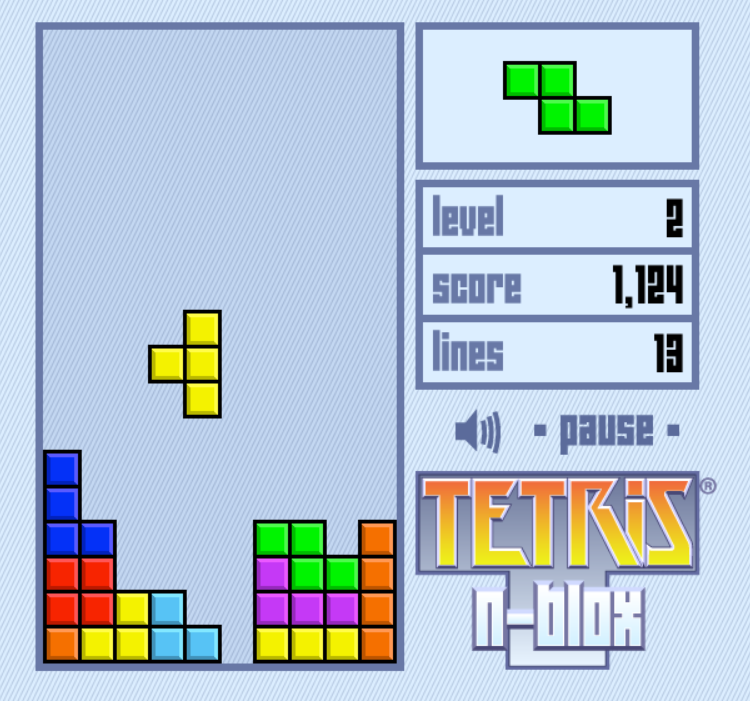 level 2
score 1,124
lines 13
· pause ·
TETRiS®
n-blox